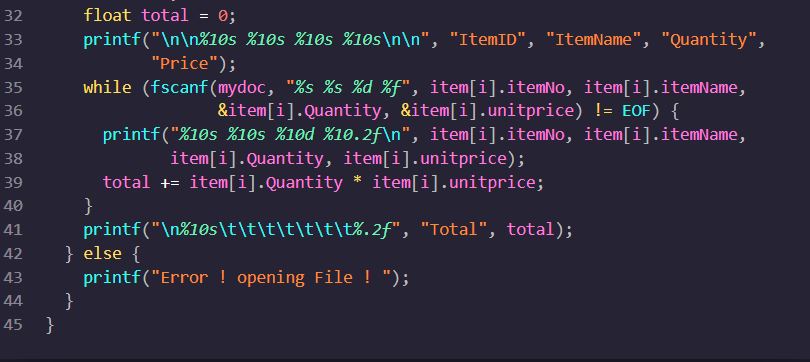 32 float total = 0;
33 printf("\n\n%10s %10s %10s %10s\n\n", "ItemID", "ItemName", "Quantity",
34 "Price");
35 while (fscanf(mydoc, "%s %s %d %f", item[i].itemNo, item[i].itemName,
36 &item[i].Quantity, &item[i].unitprice) != EOF) {
37 printf("%10s %10s %10d %10.2f\n", item[i].itemNo, item[i].itemName,
38 item[i].Quantity, item[i].unitprice);
39 total += item[i].Quantity * item[i].unitprice;
40 }
41 printf("\n%10s\t\t\t\t\t\t\t%.2f", "Total", total);
42 } else {
43 printf("Error ! opening File ! ");
44 }
45 }